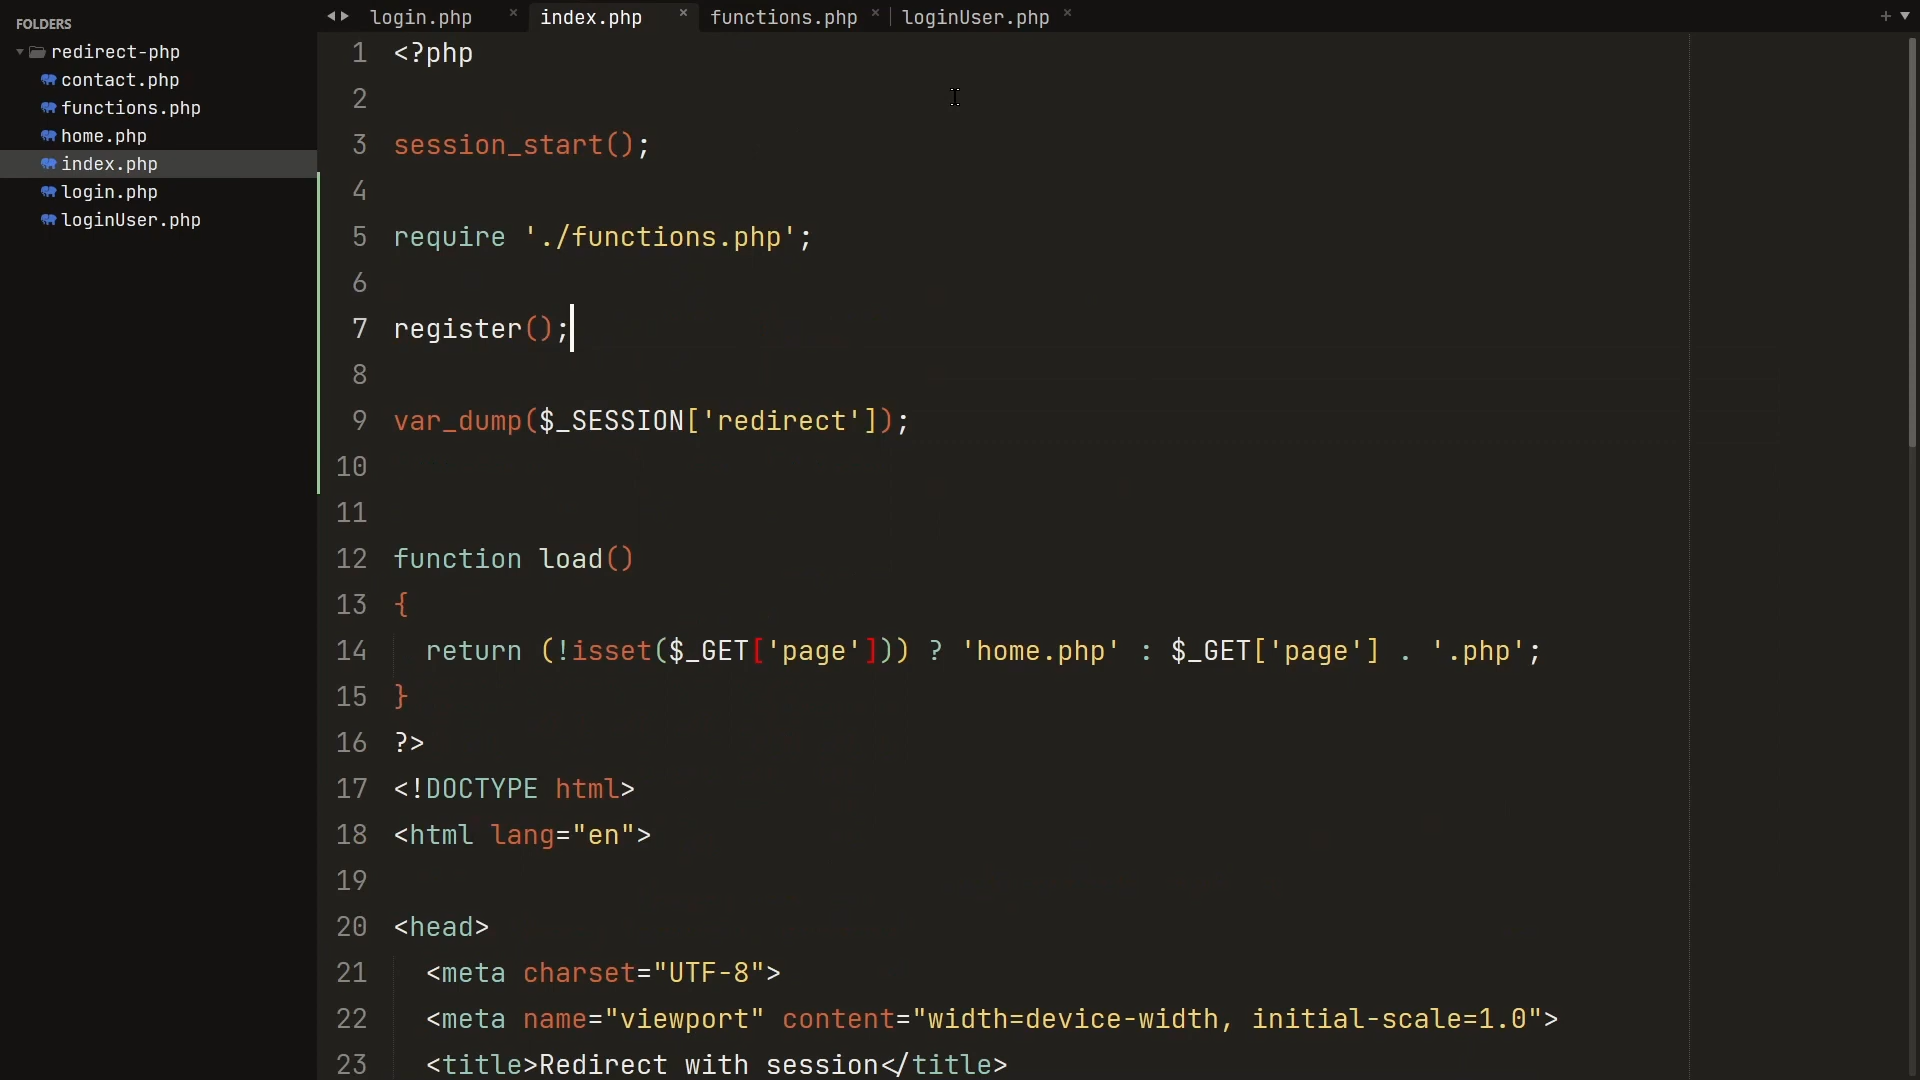 FOLDERS
redirect-php
contact.php
functions.php
home.php
index.php
login.php
loginUser.php
login.php × index.php × functions.php × loginUser.php × +
1 <?php
2
3 session_start();
4
5 require './functions.php';
6
7 register();
8
9 var_dump($_SESSION['redirect']);
10
11
12 function load()
13 {
14 return (!isset($_GET['page'])) ? 'home.php' : $_GET['page'] . '.php';
15 }
16 ?>
17 <!DOCTYPE html>
18 <html lang="en">
19
20 <head>
21 <meta charset="UTF-8">
22 <meta name="viewport" content="width=device-width, initial-scale=1.0">
23 <title>Redirect with session</title>